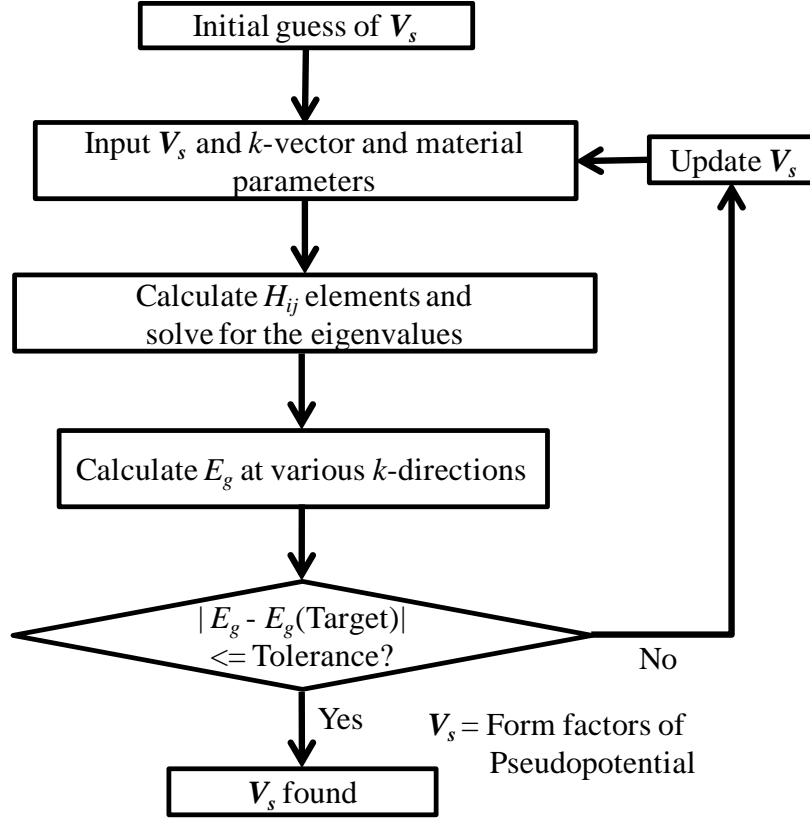 Initial guess of V_s
Input V_s and k-vector and material
parameters
Update V_s
Calculate H_ij elements and
solve for the eigenvalues
Calculate E_g at various k-directions
| E_g - E_g(Target)|
<= Tolerance?
No
Yes
V_s = Form factors of
Pseudopotential
V_s found